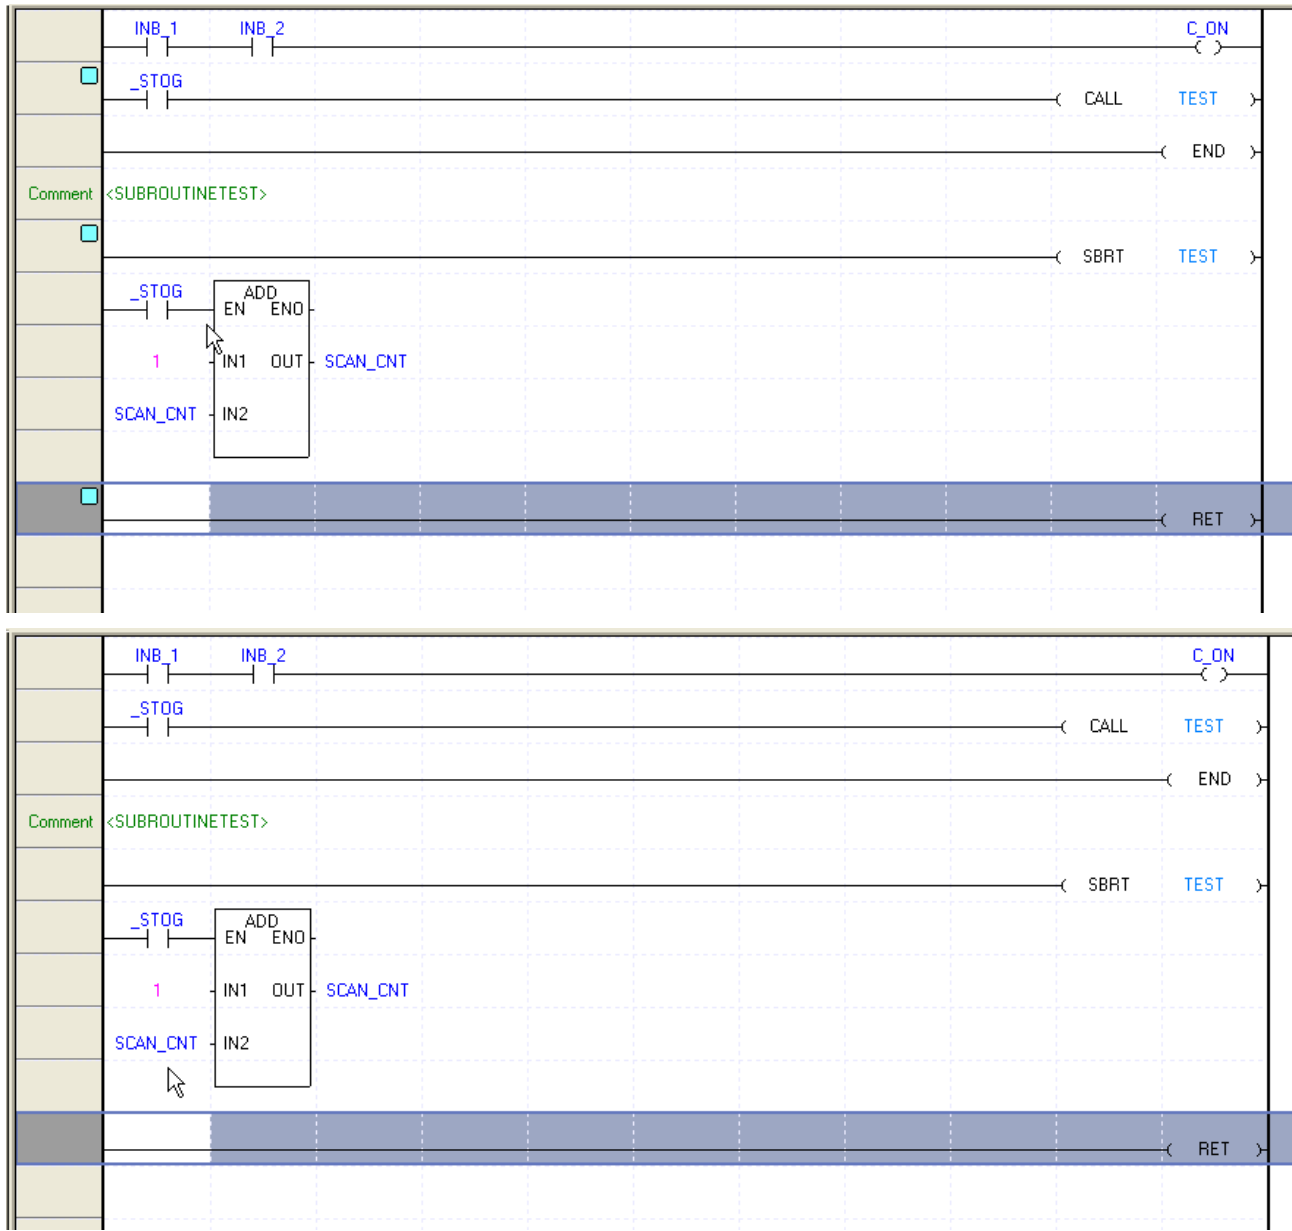 INB_1 INB_2 C_ON
_STOG
CALL TEST
END
Comment <SUBROUTINETEST>
SBRT TEST
_STOG ADD
EN ENO
1 IN1 OUT SCAN_CNT
SCAN_CNT IN2
RET
INB_1 INB_2 C_ON
_STOG
CALL TEST
END
Comment <SUBROUTINETEST>
SBRT TEST
_STOG ADD
EN ENO
1 IN1 OUT SCAN_CNT
SCAN_CNT IN2
RET